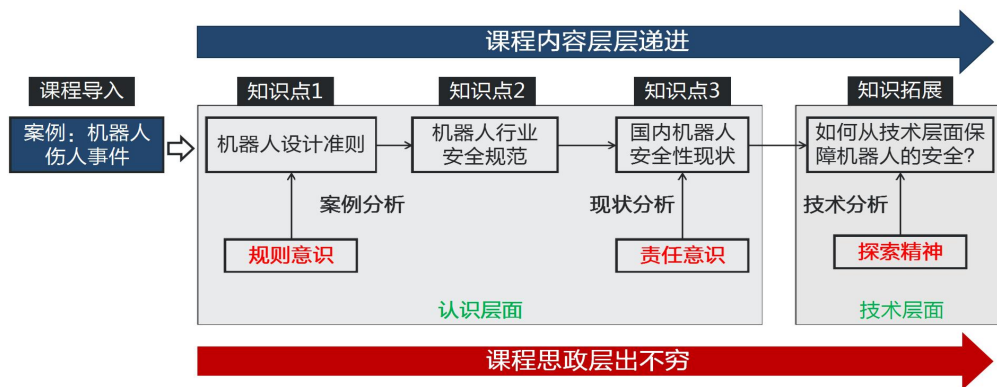 课程内容层层递进
课程导入
知识点1
知识点2
知识点3
知识拓展
案例：机器人
伤人事件
机器人设计准则
机器人行业
安全规范
国内机器人
安全性现状
如何从技术层面保
障机器人的安全?
案例分析
现状分析
技术分析
规则意识
责任意识
探索精神
认识层面
技术层面
课程思政层出不穷